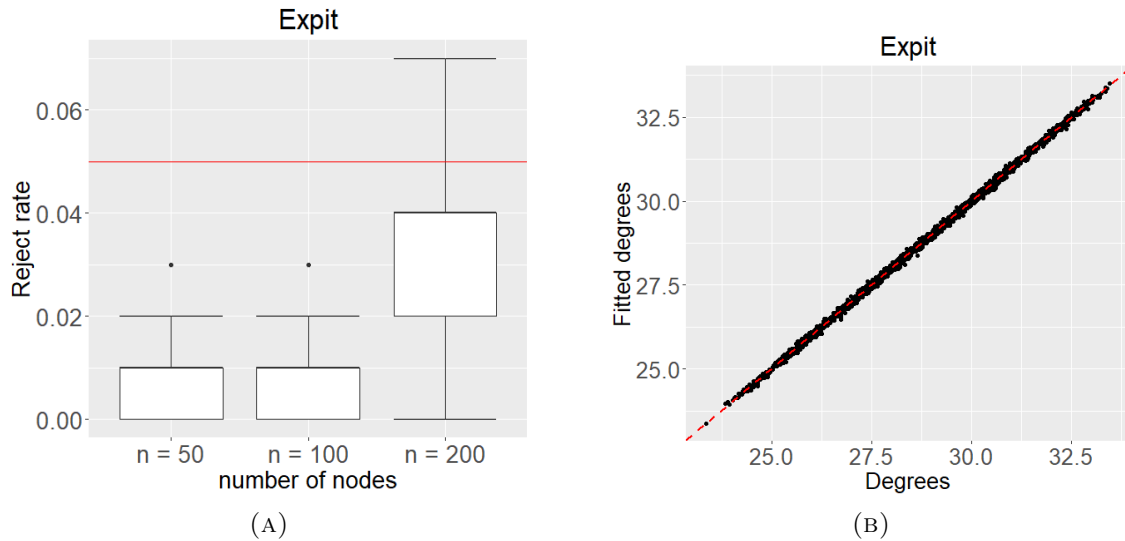 Expit
Reject rate
0.06
0.04
0.02
0.00
n = 50 n = 100 n = 200
number of nodes
(A)
Expit
Fitted degrees
32.5
30.0
27.5
25.0
25.0 27.5 30.0 32.5
Degrees
(B)